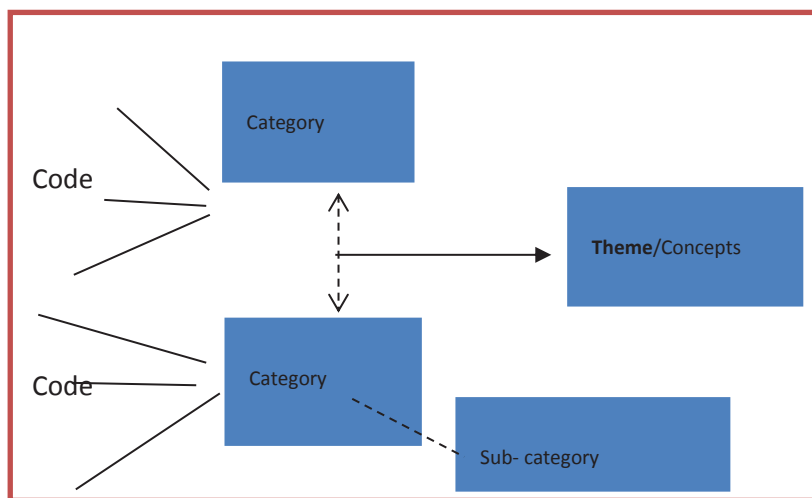 Category
Code
Theme/Concepts
Code
Category
Sub- category